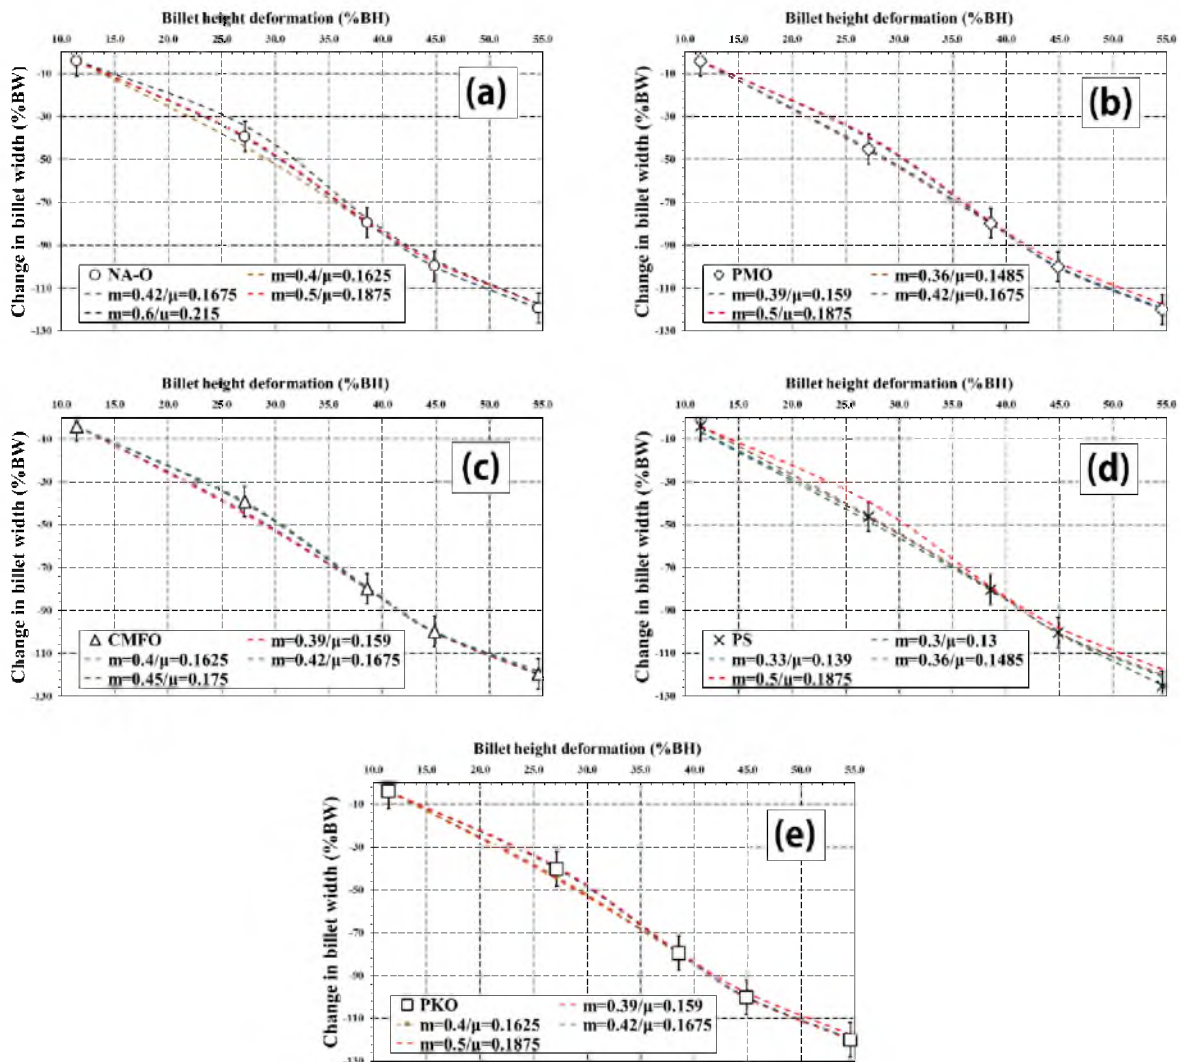 Billet height deformation (%BH)
10.0 15.0 20.0 25.0 30.0 35.0 40.0 45.0 50.0 55.0
Change in billet width (%BW)
-10
-30
-50
-70
-90
-110
-130
(a)
NA-O m=0.4/μ=0.1625
m=0.42/μ=0.1675 m=0.5/μ=0.1875
m=0.6/μ=0.215
Billet height deformation (%BH)
10.0 15.0 20.0 25.0 30.0 35.0 40.0 45.0 50.0 55.0
Change in billet width (%BW)
-10
-30
-50
-70
-90
-110
-130
(b)
PMO m=0.36/μ=0.1485
m=0.39/μ=0.159 m=0.42/μ=0.1675
m=0.5/μ=0.1875
Billet height deformation (%BH)
10.0 15.0 20.0 25.0 30.0 35.0 40.0 45.0 50.0 55.0
Change in billet width (%BW)
-10
-30
-50
-70
-90
-110
-130
(c)
CMFO m=0.39/μ=0.159
m=0.4/μ=0.1625 m=0.42/μ=0.1675
m=0.45/μ=0.175
Billet height deformation (%BH)
10.0 15.0 20.0 25.0 30.0 35.0 40.0 45.0 50.0 55.0
Change in billet width (%BW)
-10
-30
-50
-70
-90
-110
-130
(d)
PS m=0.3/μ=0.13
m=0.33/μ=0.139 m=0.36/μ=0.1485
m=0.5/μ=0.1875
Billet height deformation (%BH)
10.0 15.0 20.0 25.0 30.0 35.0 40.0 45.0 50.0 55.0
Change in billet width (%BW)
-10
-30
-50
-70
-90
-110
-130
(e)
PKO m=0.39/μ=0.159
m=0.4/μ=0.1625 m=0.42/μ=0.1675
m=0.5/μ=0.1875